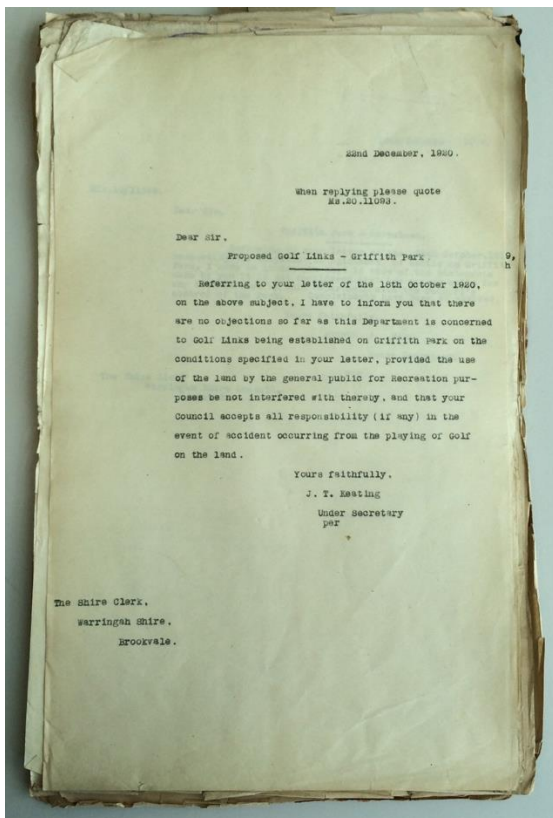 22nd December, 1920.
When replying please quote
Ms.20.11093.
Dear Sir,
Proposed Golf Links - Griffith Park.
Referring to your letter of the 18th October 1920,
on the above subject, I have to inform you that there
are no objections so far as this Department is concerned
to Golf Links being established on Griffith Park on the
conditions specified in your letter, provided the use
of the land by the general public for Recreation pur-
poses be not interfered with thereby, and that your
Council accepts all responsibility (if any) in the
event of accident occurring from the playing of Golf
on the land.
Yours faithfully,
J. T. Keating
Under Secretary
per
The Shire Clerk,
Warringah Shire,
Brookvale.